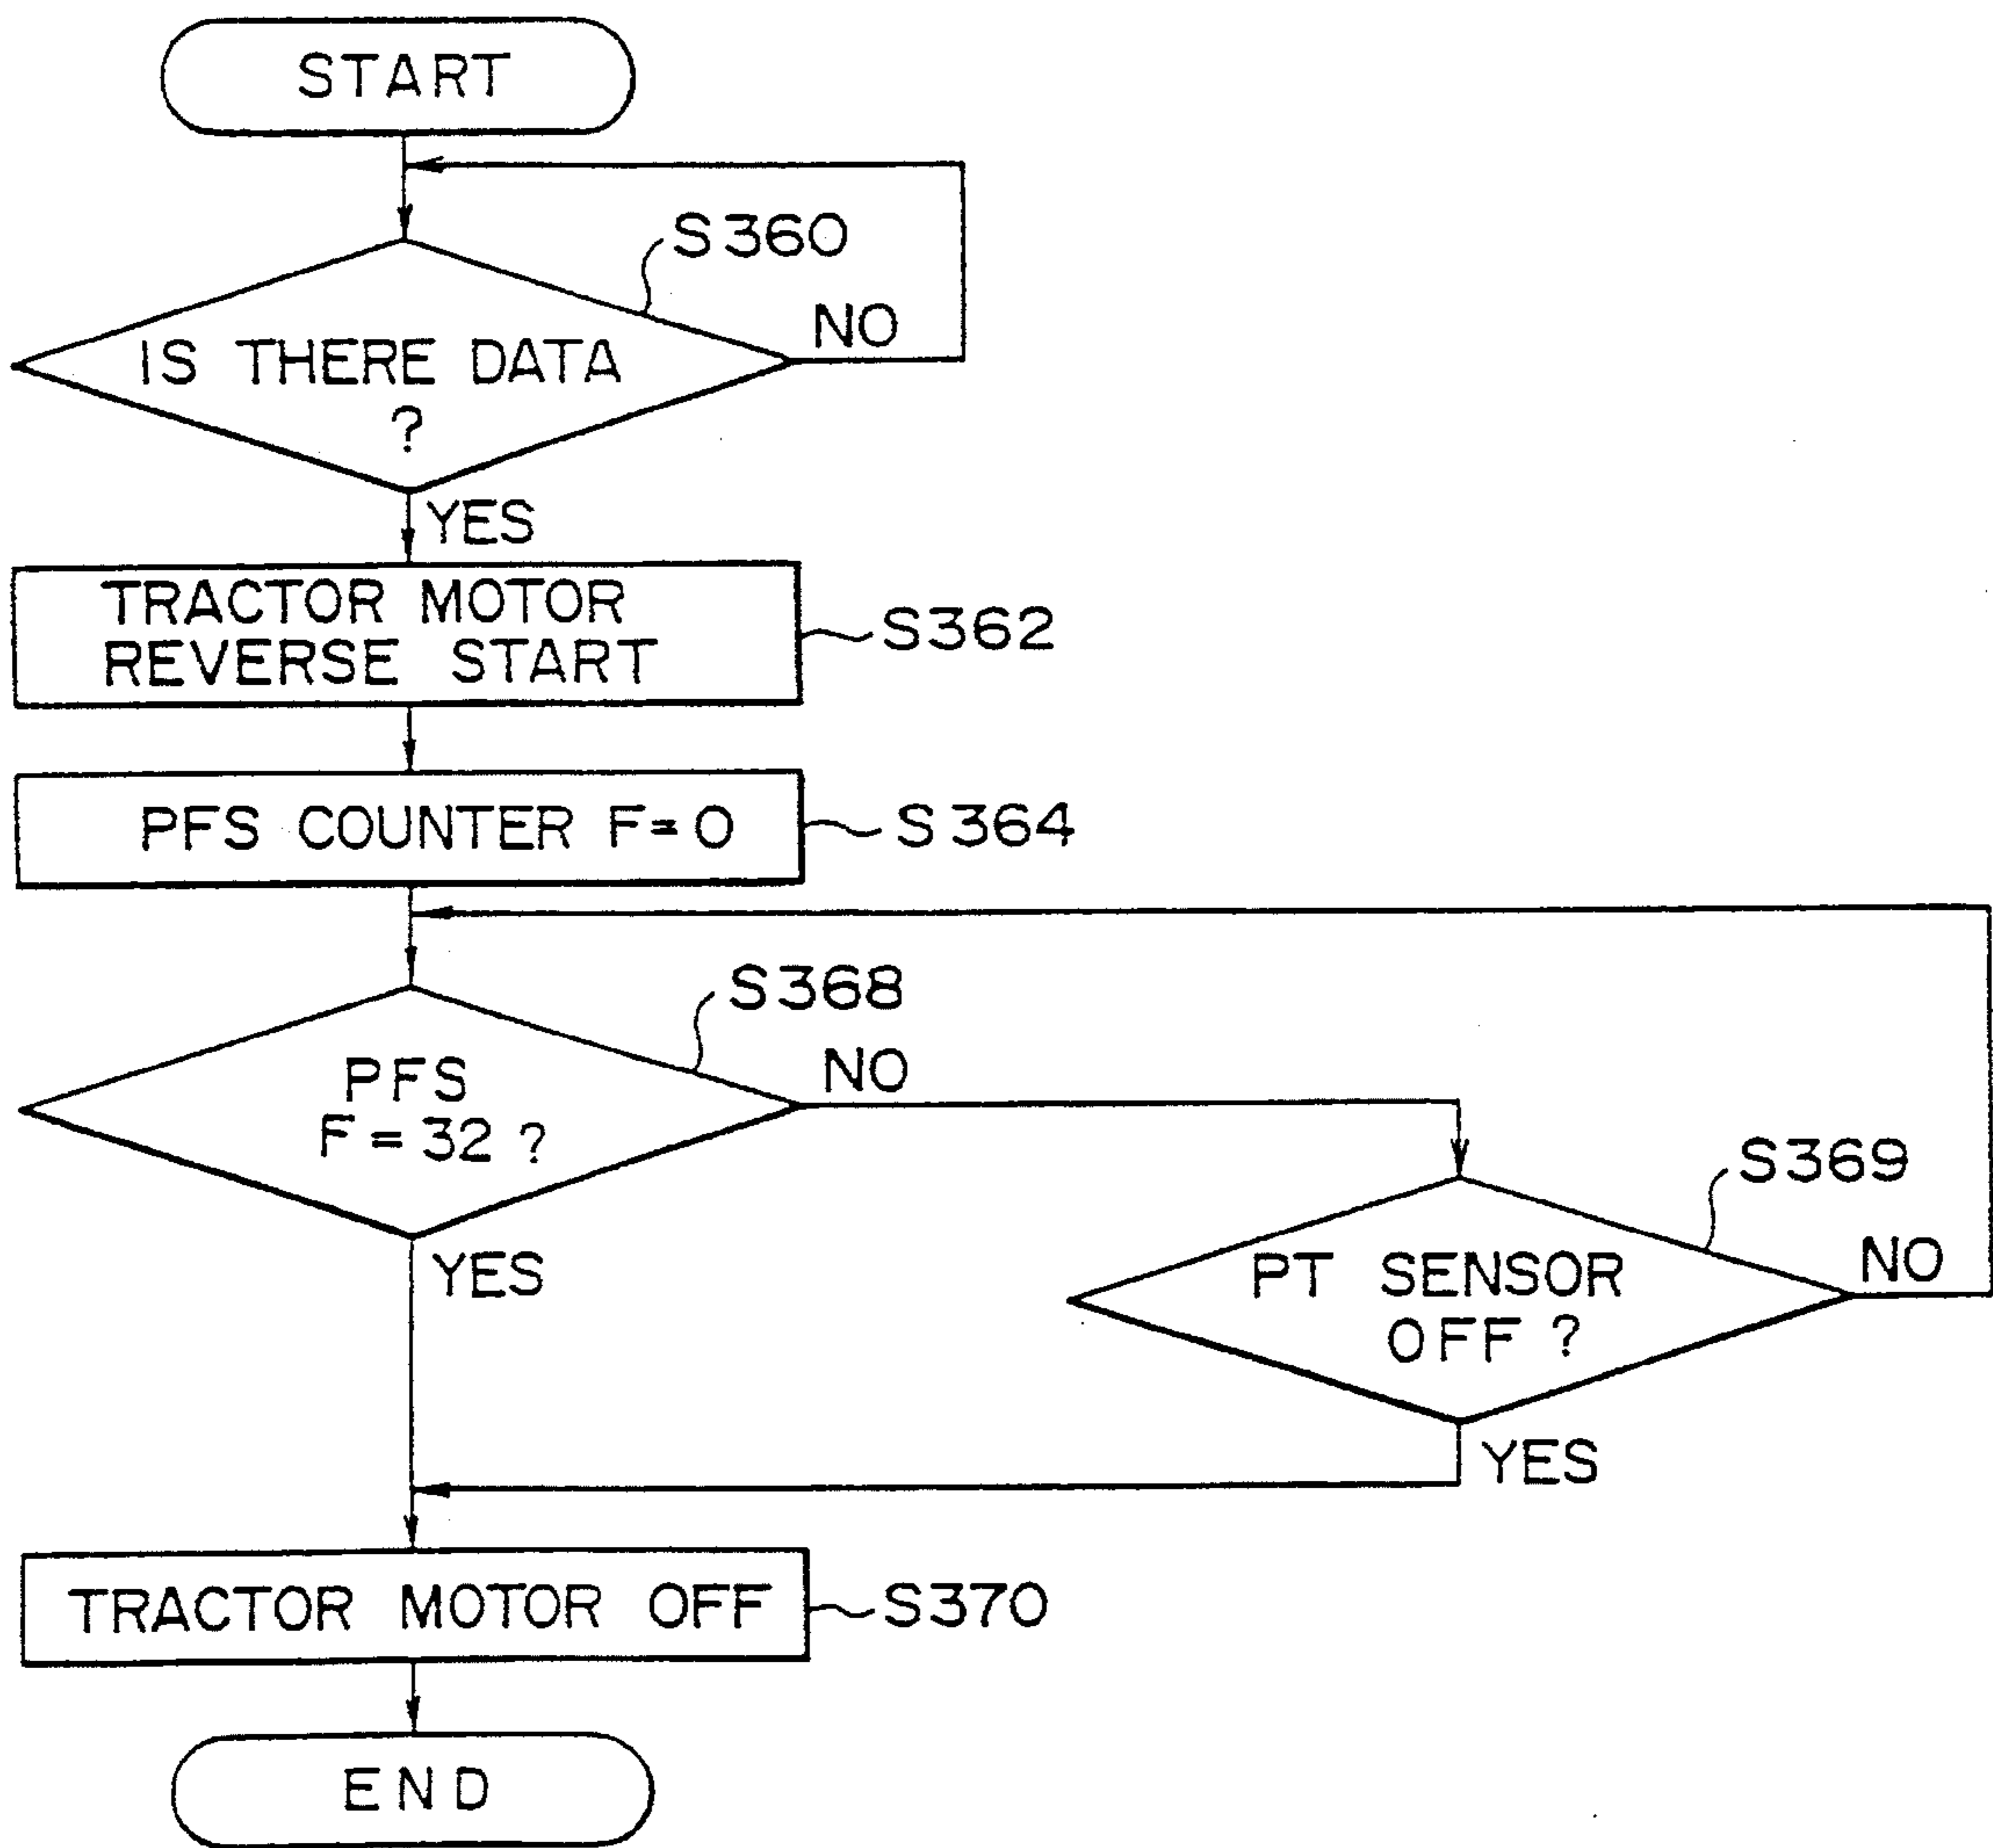 START
S360
NO
IS THERE DATA
?
YES
TRACTOR MOTOR
REVERSE START
S362
PFS COUNTER F=0
S364
S368
NO
PFS
F=32 ?
YES
S369
NO
PT SENSOR
OFF ?
YES
TRACTOR MOTOR OFF
S370
END